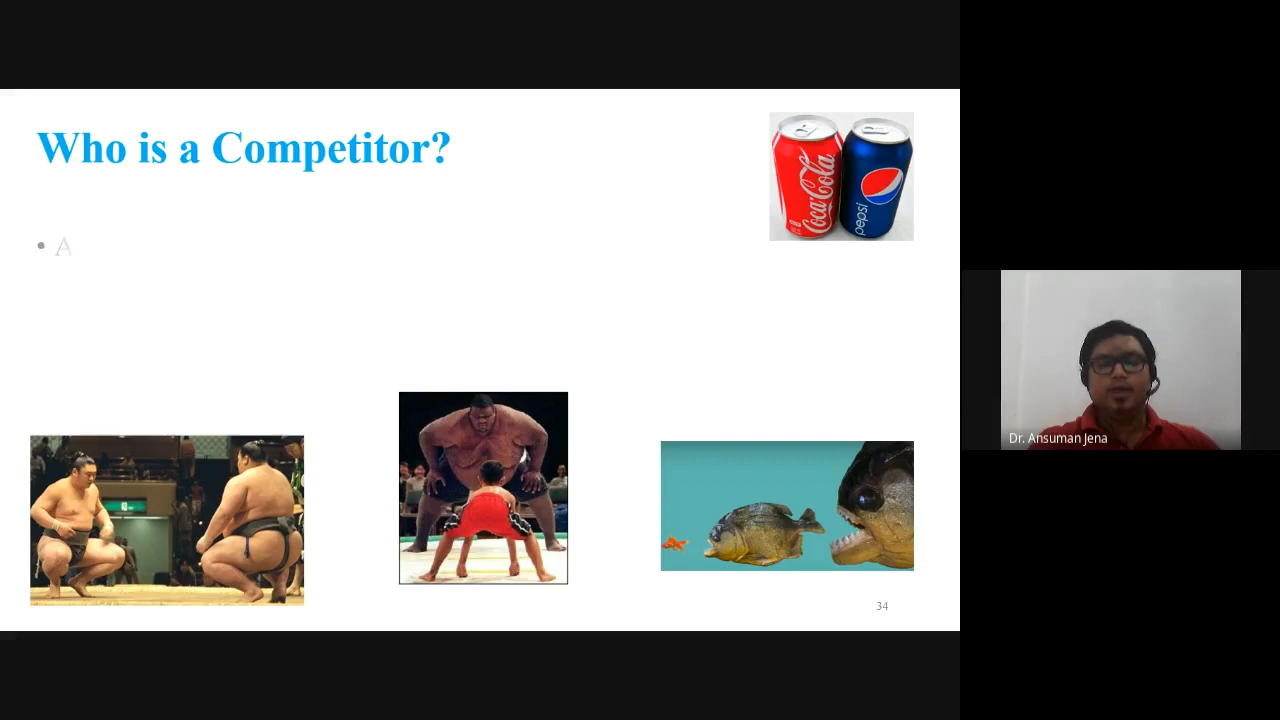 Who is a Competitor?
Coca-Cola
pepsi
• A
Dr. Ansuman Jena
34